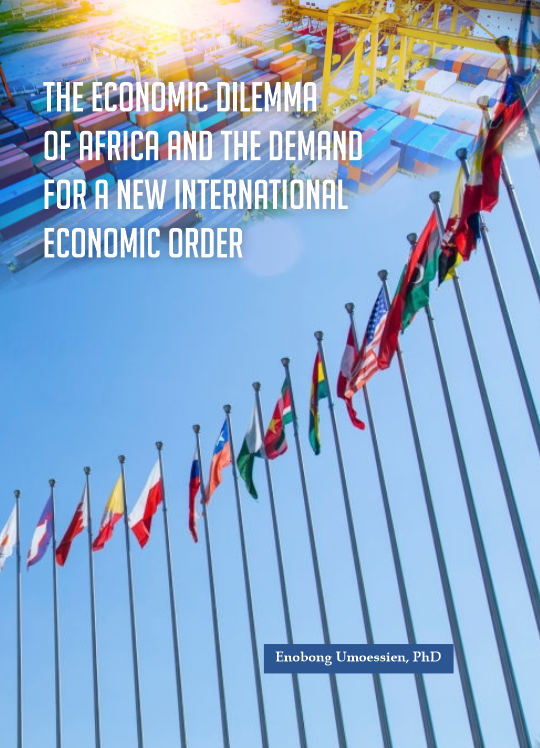 THE ECONOMIC DILEMMA
OF AFRICA AND THE DEMAND
FOR A NEW INTERNATIONAL
ECONOMIC ORDER
Enobong Umoessien, PhD